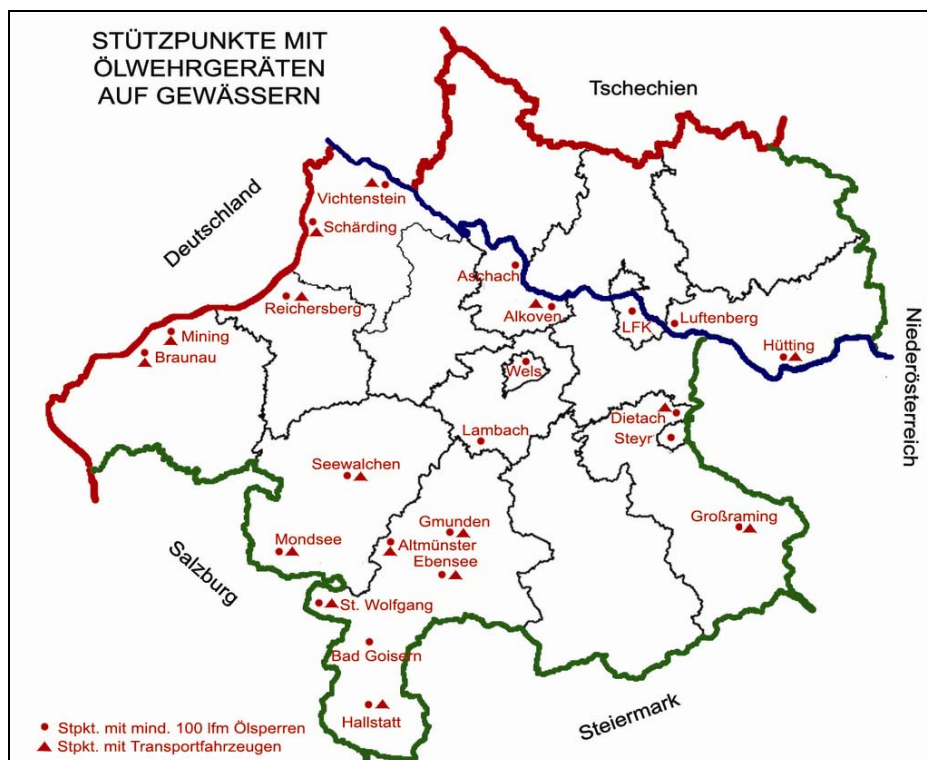 STÜTZPUNKTE MIT
ÖLWEHRGERÄTEN
AUF GEWÄSSERN
Tschechien
Deutschland
Vichtenstein
Schärding
Aschach
Reichersberg
Alkoven
LFK
Luftenberg
Niederösterreich
Mining
Braunau
Hütting
Wels
Dietach
Lambach
Steyr
Seewalchen
Großraming
Gmunden
Mondsee
Altmünster
Ebensee
Salzburg
St. Wolfgang
Bad Goisern
Steiermark
Hallstatt
Stpkt. mit mind. 100 lfm Ölsperren
Stpkt. mit Transportfahrzeugen